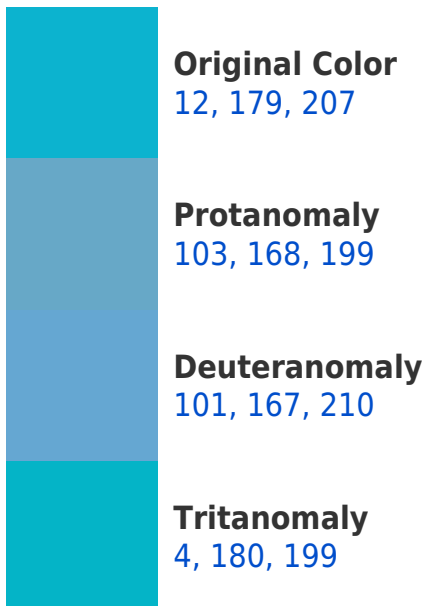 Original Color
12, 179, 207
Protanomaly
103, 168, 199
Deuteranomaly
101, 167, 210
Tritanomaly
4, 180, 199